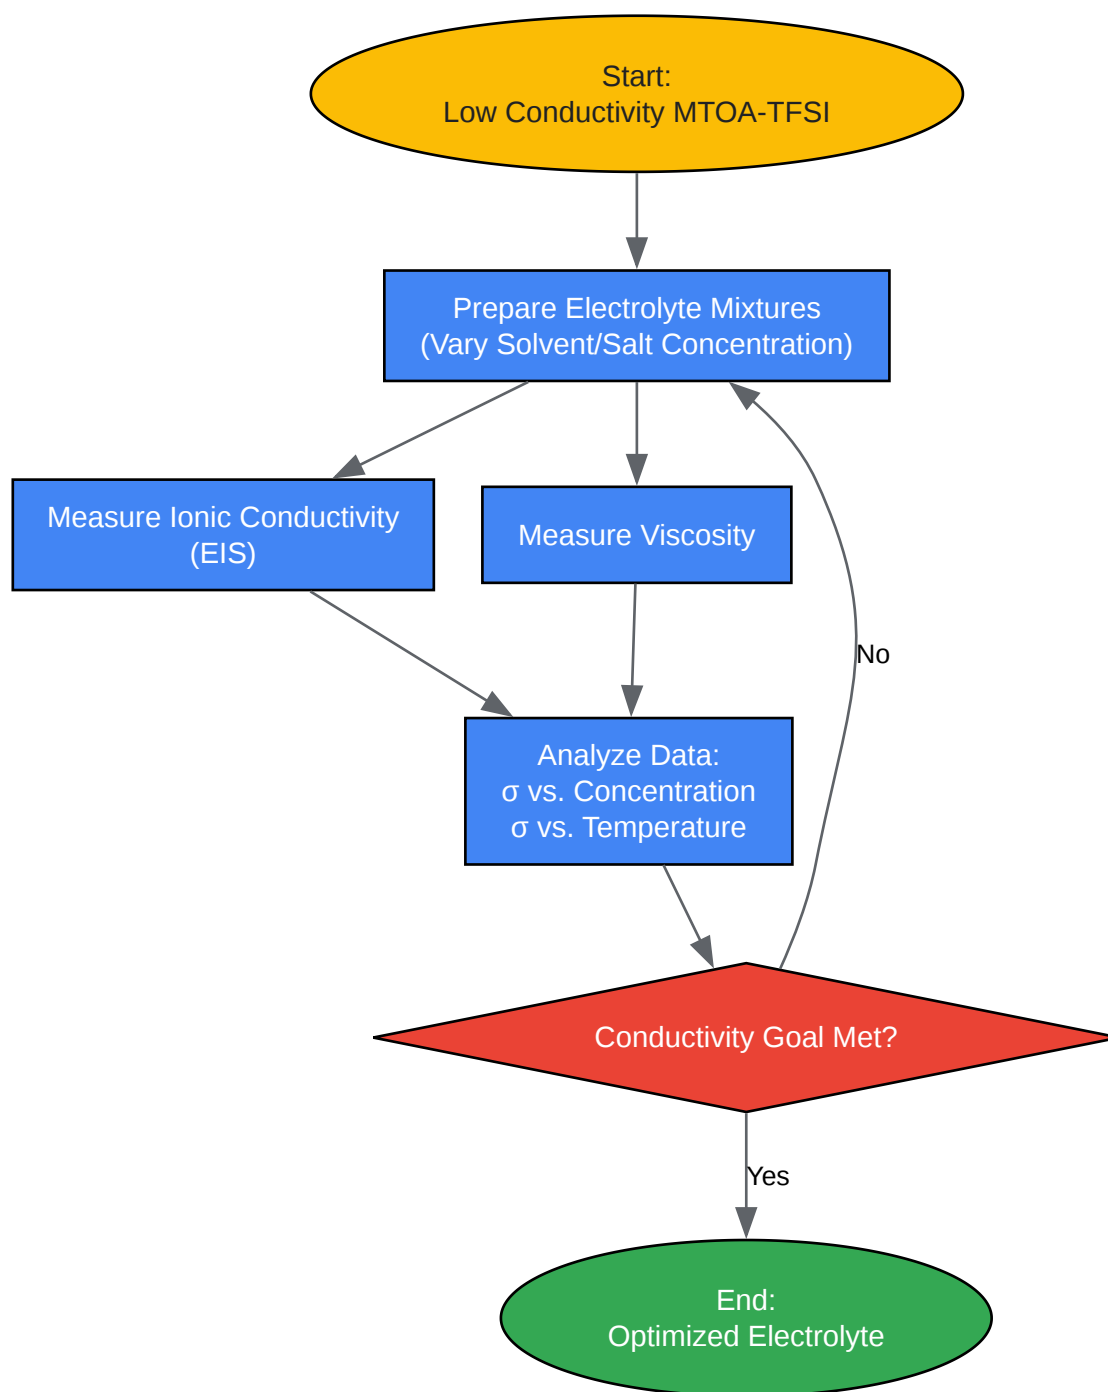 Start:
Low Conductivity MTOA-TFSI
Prepare Electrolyte Mixtures
(Vary Solvent/Salt Concentration)
Measure Ionic Conductivity
(EIS)
Measure Viscosity
No
Analyze Data:
σ vs. Concentration
σ vs. Temperature
Conductivity Goal Met?
Yes
End:
Optimized Electrolyte